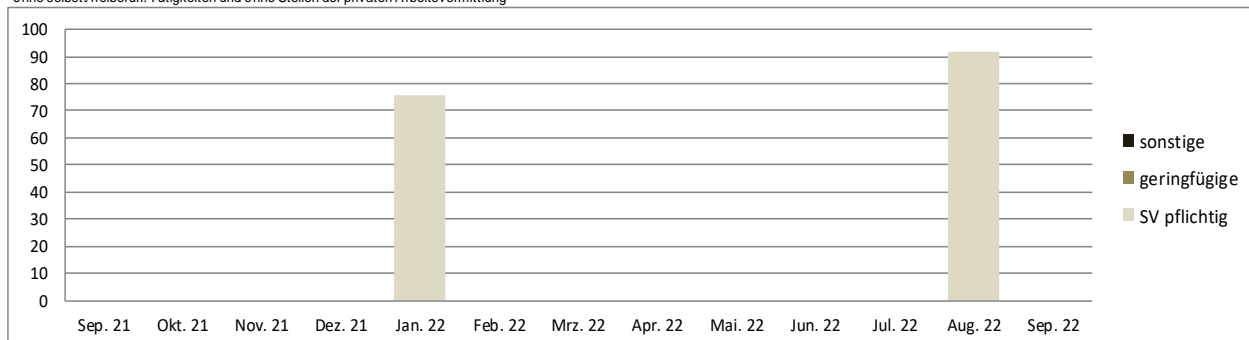 100
90
80
70
60
50
40
30
20
10
0
Sep. 21 Okt. 21 Nov. 21 Dez. 21 Jan. 22 Feb. 22 Mrz. 22 Apr. 22 Mai. 22 Jun. 22 Jul. 22 Aug. 22 Sep. 22
sonstige
geringfügige
SV pflichtig